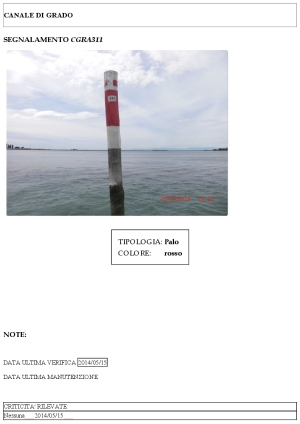 CANALE DI GRADO
SEGNALAMENTO CGRA311
TIPOLOGIA: Palo
COLORE: rosso
NOTE:
DATA ULTIMA VERIFICA 2014/05/15
DATA ULTIMA MANUTENZIONE
CRITICITA' RILEVATE
Nessuna 2014/05/15